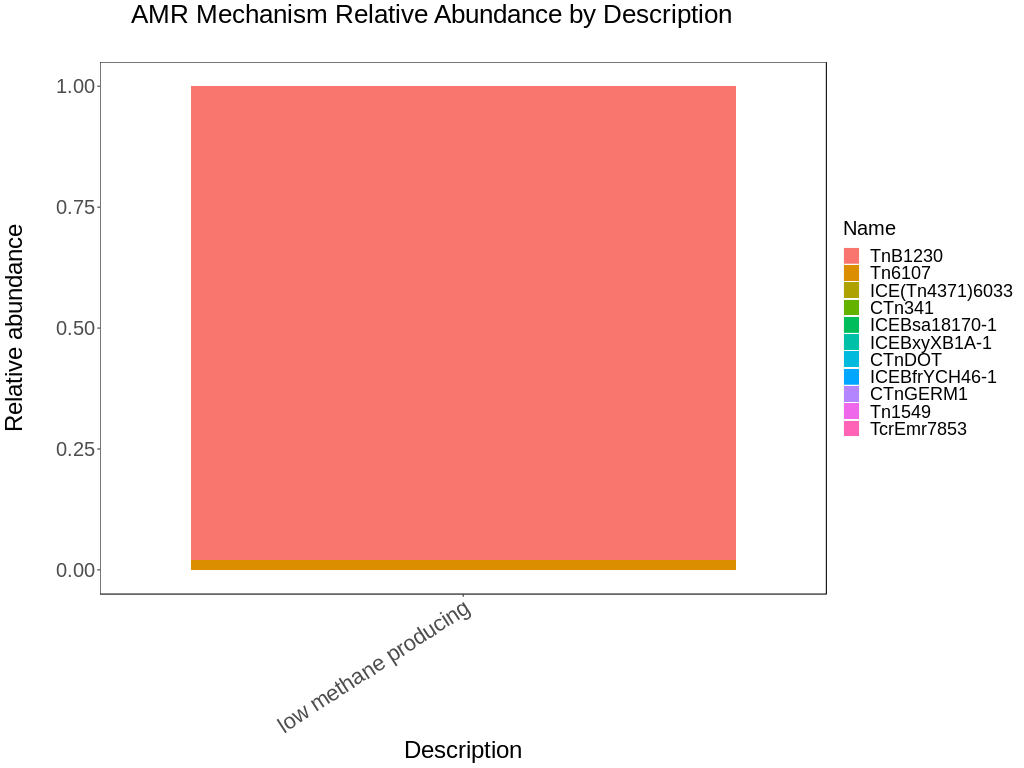 AMR Mechanism Relative Abundance by Description
Relative abundance
1.00
0.75
0.50
0.25
0.00
low methane producing
Description
Name
TnB1230
Tn6107
ICE(Tn4371)6033
CTn341
ICEBsa18170-1
ICEBxyXB1A-1
CTnDOT
ICEBfrYCH46-1
CTnGERM1
Tn1549
TcrEmr7853